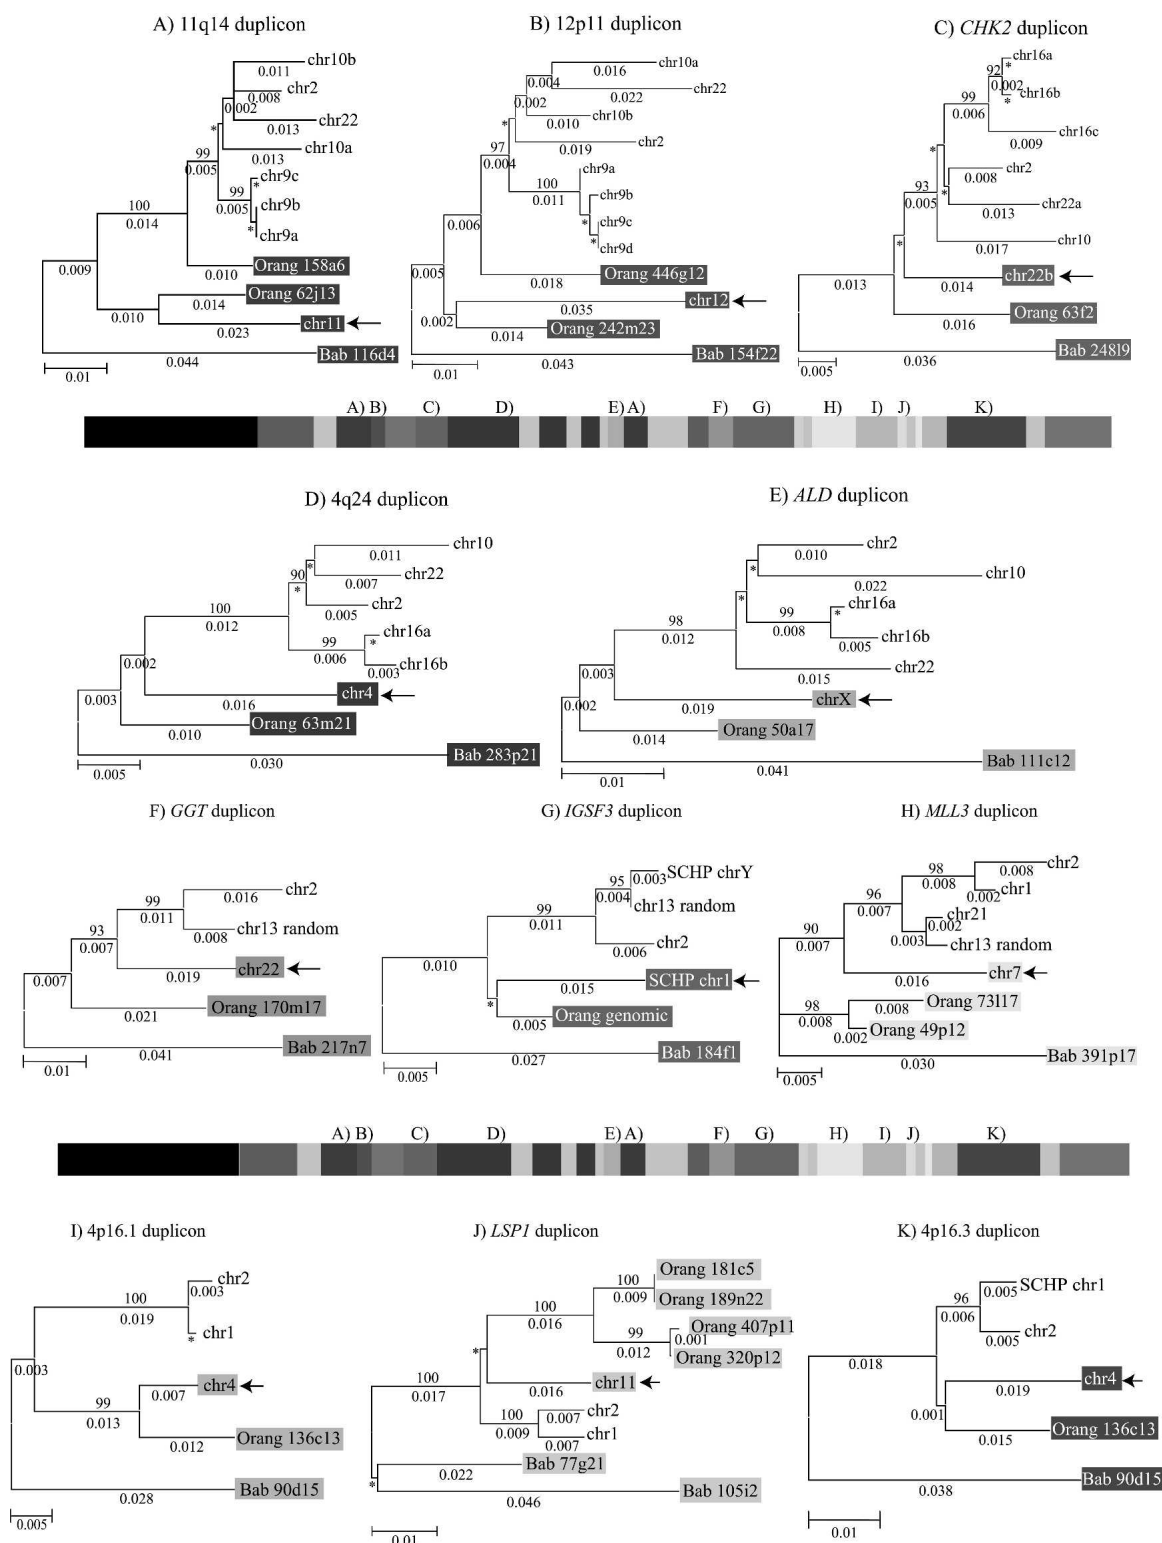 A) 11q14 duplicon
chr10b
0.011
chr2
0.008
0.002
chr22
0.013
*
chr10a
0.013
99
0.005
chr9c
*
99
0.005
chr9b
*
chr9a
100
0.014
Orang 158a6
0.010
0.009
Orang 62j13
0.014
0.010
chr11
0.023
Bab 116d4
0.044
0.01
B) 12p11 duplicon
chr10a
0.016
0.004
chr22
0.022
0.002
chr10b
0.010
*
chr2
0.019
97
0.004
chr9a
100
0.011
chr9b
chr9c
*
*
chr9d
0.006
Orang 446g12
0.018
0.005
chr12
0.035
0.002
Orang 242m23
0.014
Bab 154f22
0.043
0.01
C) CHK2 duplicon
chr16a
*
92
0.002
chr16b
*
99
0.006
chr16c
0.009
*
chr2
0.008
*
chr22a
0.013
93
0.005
chr10
0.017
*
chr22b
0.014
0.013
Orang 63f2
0.016
Bab 248l9
0.036
0.005
A) B) C) D) E) A) F) G) H) I) J) K)
D) 4q24 duplicon
chr10
0.011
*
chr22
0.007
90
*
chr2
0.005
100
0.012
chr16a
*
99
0.006
chr16b
0.003
0.002
chr4
0.016
0.003
Orang 63m21
0.010
Bab 283p21
0.030
0.005
E) ALD duplicon
chr2
0.010
*
chr10
0.022
*
chr16a
*
99
0.008
chr16b
0.005
98
0.012
chr22
0.015
0.003
chrX
0.019
0.002
Orang 50a17
0.014
Bab 111c12
0.041
0.01
F) GGT duplicon
chr2
0.016
99
0.011
chr13 random
0.008
93
0.007
chr22
0.019
0.007
Orang 170m17
0.021
Bab 217n7
0.041
0.01
G) IGSF3 duplicon
SCHP chrY
0.003
95
0.004
chr13 random
99
0.011
chr2
0.006
0.010
SCHP chr1
0.015
*
Orang genomic
0.005
Bab 184f1
0.027
0.005
H) MLL3 duplicon
chr2
0.008
98
0.008
chr1
0.002
96
0.007
chr21
0.002
0.003
chr13 random
90
0.007
chr7
0.016
Orang 73l17
0.008
98
0.008
Orang 49p12
0.002
Bab 391p17
0.030
0.005
A) B) C) D) E) A) F) G) H) I) J) K)
I) 4p16.1 duplicon
chr2
0.003
100
0.019
chr1
*
0.003
chr4
0.007
99
0.013
Orang 136c13
0.012
Bab 90d15
0.028
0.005
J) LSP1 duplicon
Orang 181c5
100
0.009
Orang 189n22
100
0.016
Orang 407p11
0.001
99
0.012
Orang 320p12
*
chr11
0.016
100
0.017
chr2
0.007
100
0.009
chr1
0.007
Bab 77g21
0.022
*
Bab 105i2
0.046
0.01
K) 4p16.3 duplicon
SCHP chr1
0.005
96
0.006
chr2
0.005
0.018
chr4
0.019
0.001
Orang 136c13
0.015
Bab 90d15
0.038
0.01